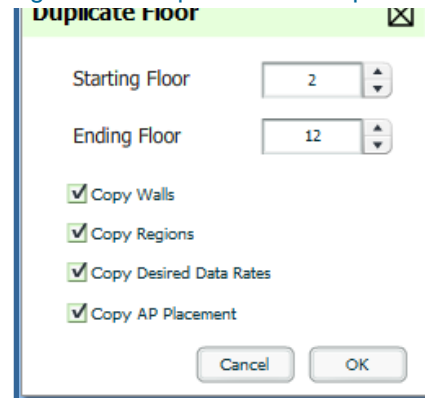 Duplicate Floor
Starting Floor 2
Ending Floor 12
Copy Walls
Copy Regions
Copy Desired Data Rates
Copy AP Placement
Cancel OK